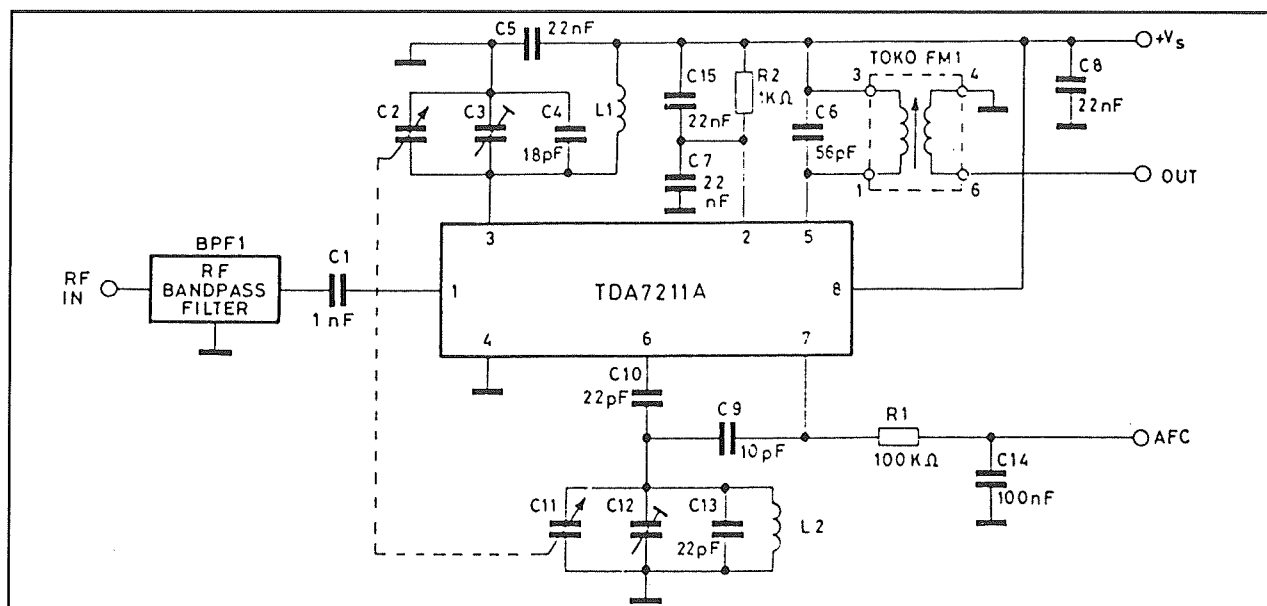 C5
22nF
+Vs
TOKO FM1
3
4
C15
R2
1KΩ
C8
22nF
C2
C3
C4
L1
22nF
C6
56pF
18pF
C7
22
nF
1
6
OUT
3
2
5
BPF1
RF
IN
RF
BANDPASS
FILTER
C1
1nF
1
TDA7211A
8
4
6
7
C10
22pF
C9
10pF
R1
100KΩ
AFC
C14
100nF
C11
C12
C13
22pF
L2